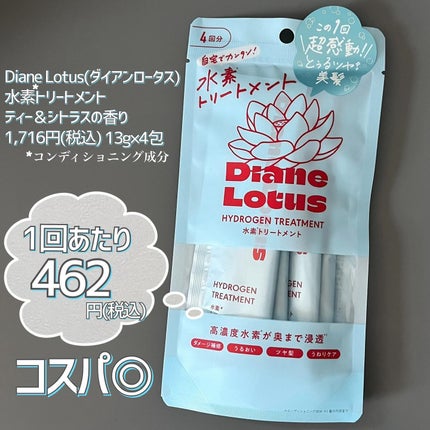 Diane Lotus(ダイアンロータス)
水素*トリートメント
ティー＆シトラスの香り
1,716円(税込) 13g×4包
*コンディショニング成分
1回あたり
462
円(税込)
コスパ◎
4回分
自宅でカンタン!
水素*
トリートメント
この1回
超感動!!
とぅるツヤ
美髪
Diane
Lotus
HYDROGEN TREATMENT
水素*トリートメント
HYDROGEN
TREATMENT
水素*
高濃度水素*が奥まで浸透
ダメージ補修
うるおい
ツヤ髪
うねりケア